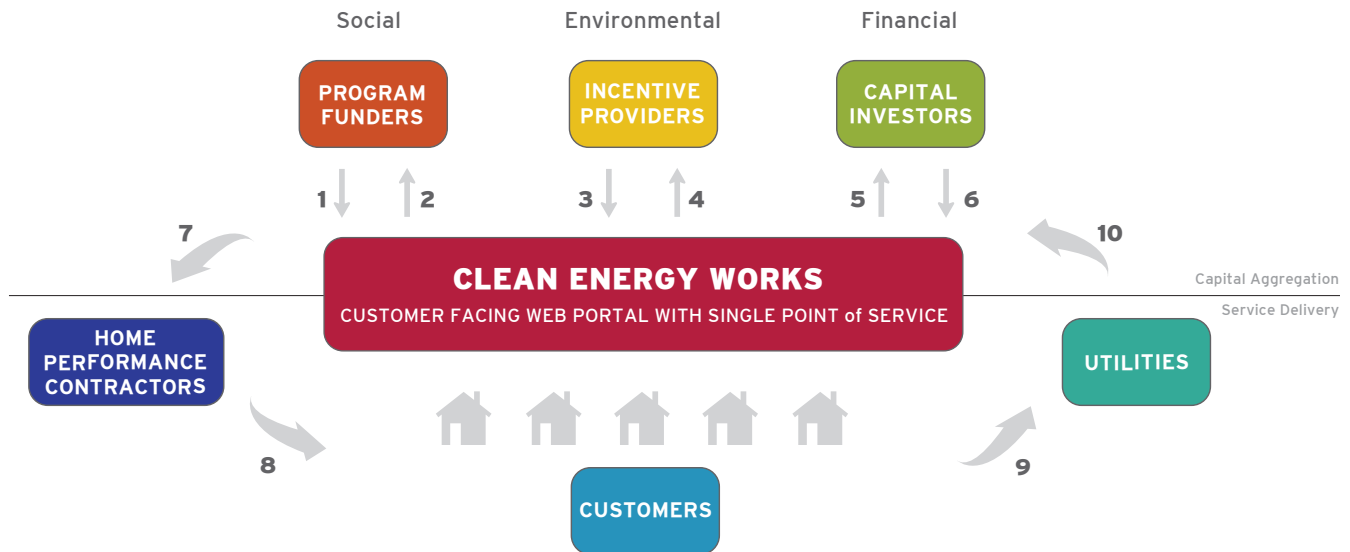 Social
Environmental
Financial
PROGRAM
FUNDERS
INCENTIVE
PROVIDERS
CAPITAL
INVESTORS
1
2
3
4
5
6
7
10
CLEAN ENERGY WORKS
CUSTOMER FACING WEB PORTAL WITH SINGLE POINT of SERVICE
Capital Aggregation
Service Delivery
HOME
PERFORMANCE
CONTRACTORS
UTILITIES
8
9
CUSTOMERS